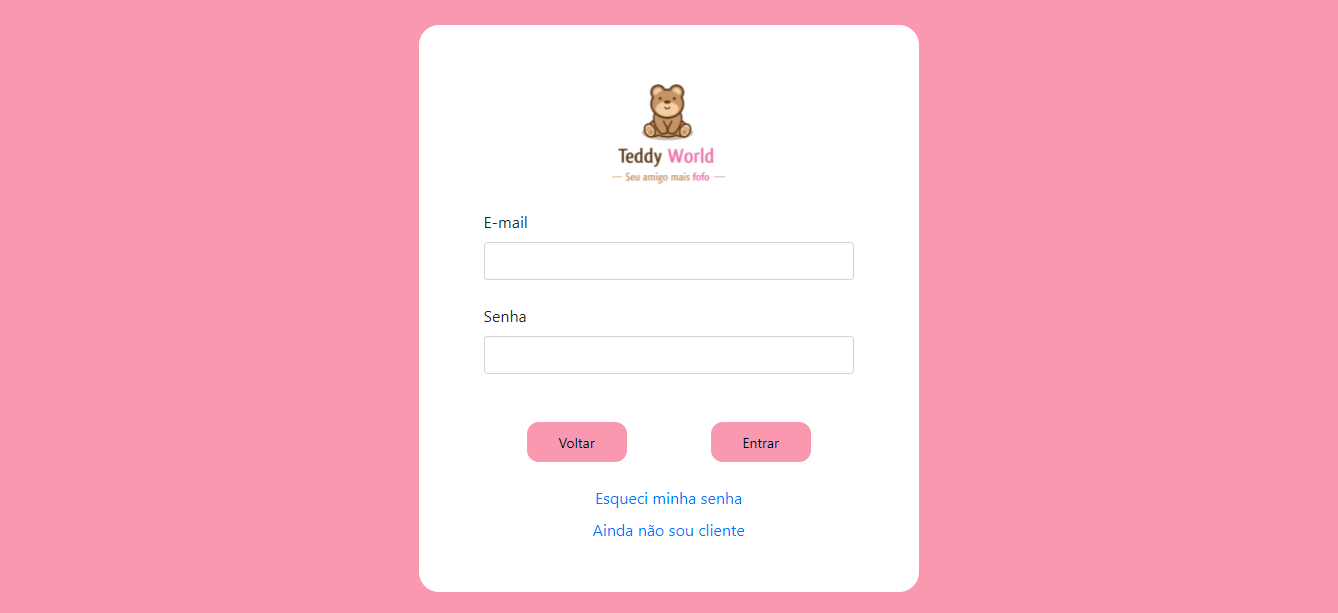 Teddy World
— Seu amigo mais fofo —
E-mail
Senha
Voltar
Entrar
Esqueci minha senha
Ainda não sou cliente